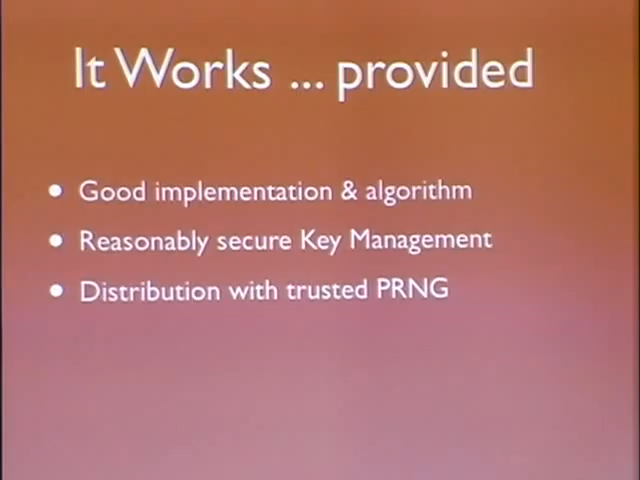 It Works ... provided
• Good implementation & algorithm
• Reasonably secure Key Management
• Distribution with trusted PRNG